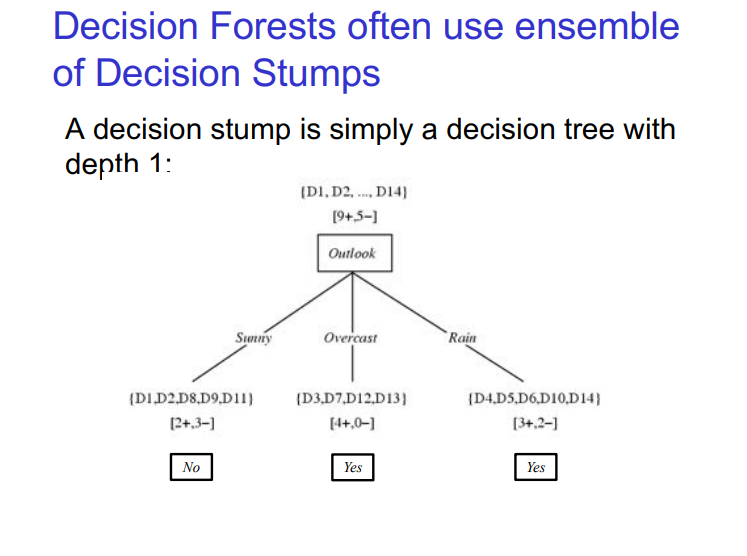 Decision Forests often use ensemble
of Decision Stumps
A decision stump is simply a decision tree with
depth 1:
{D1, D2, ..., D14}
[9+,5−]
Outlook
Sunny Overcast Rain
{D1,D2,D8,D9,D11} {D3,D7,D12,D13} {D4,D5,D6,D10,D14}
[2+,3−] [4+,0−] [3+,2−]
No Yes Yes